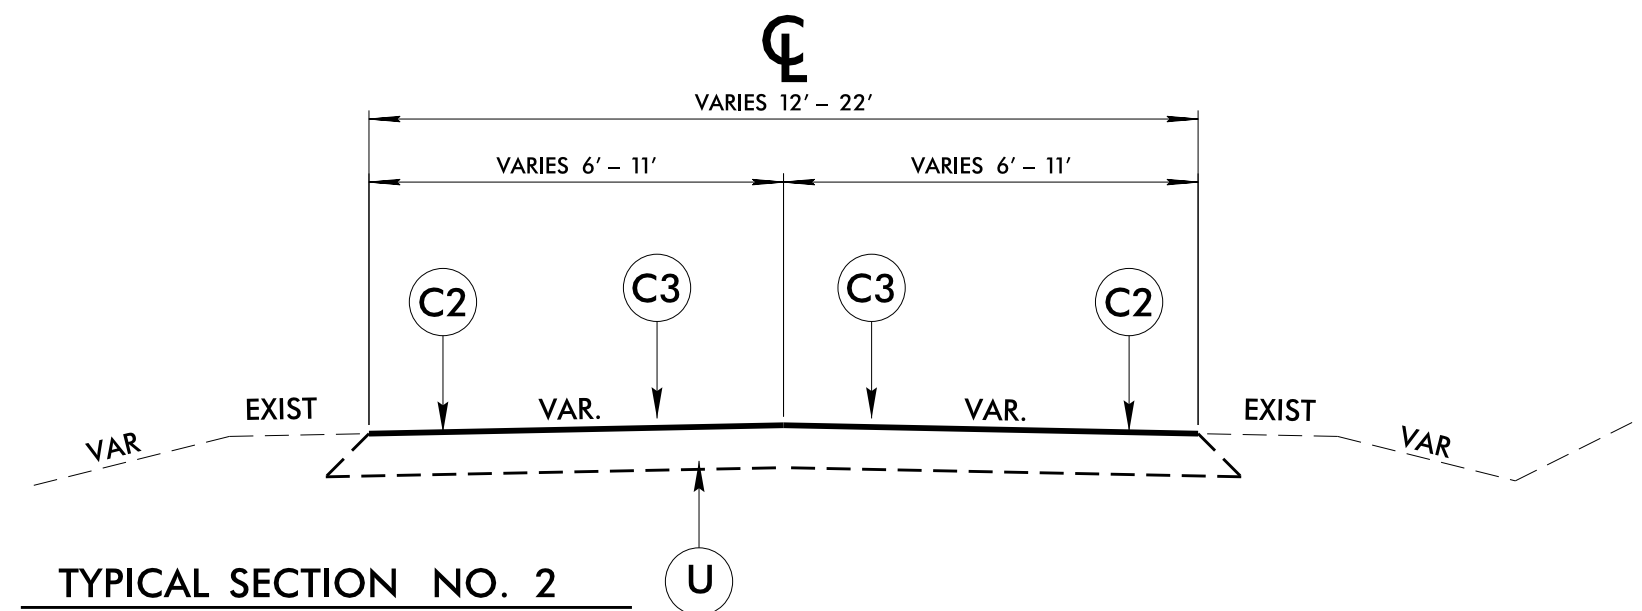 ℄
VARIES 12' – 22'
VARIES 6' – 11' VARIES 6' – 11'
C2 C3 C3 C2
VAR EXIST VAR. VAR. EXIST VAR
TYPICAL SECTION NO. 2 U